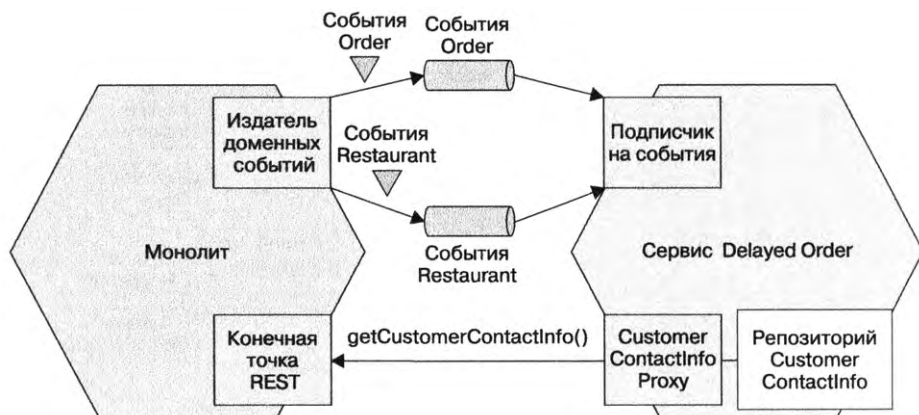 События
Order
События
Order
Издатель
доменных
событий
События
Restaurant
Подписчик
на события
События
Restaurant
Монолит
Сервис Delayed Order
Конечная
точка
REST
getCustomerContactInfo()
Customer
ContactInfo
Proxy
Репозиторий
Customer
ContactInfo